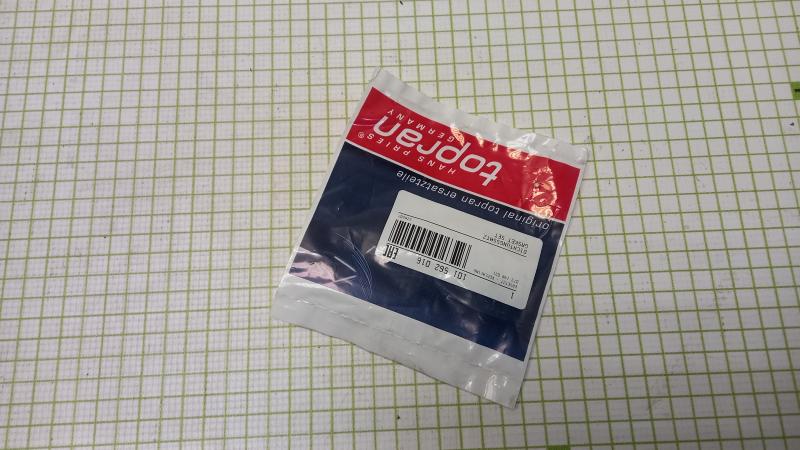 HANS PRIES®
topran
GERMANY
original topran ersatzteile
DICHTUNGSSATZ
GASKET SET
101 562 016
EAC
1